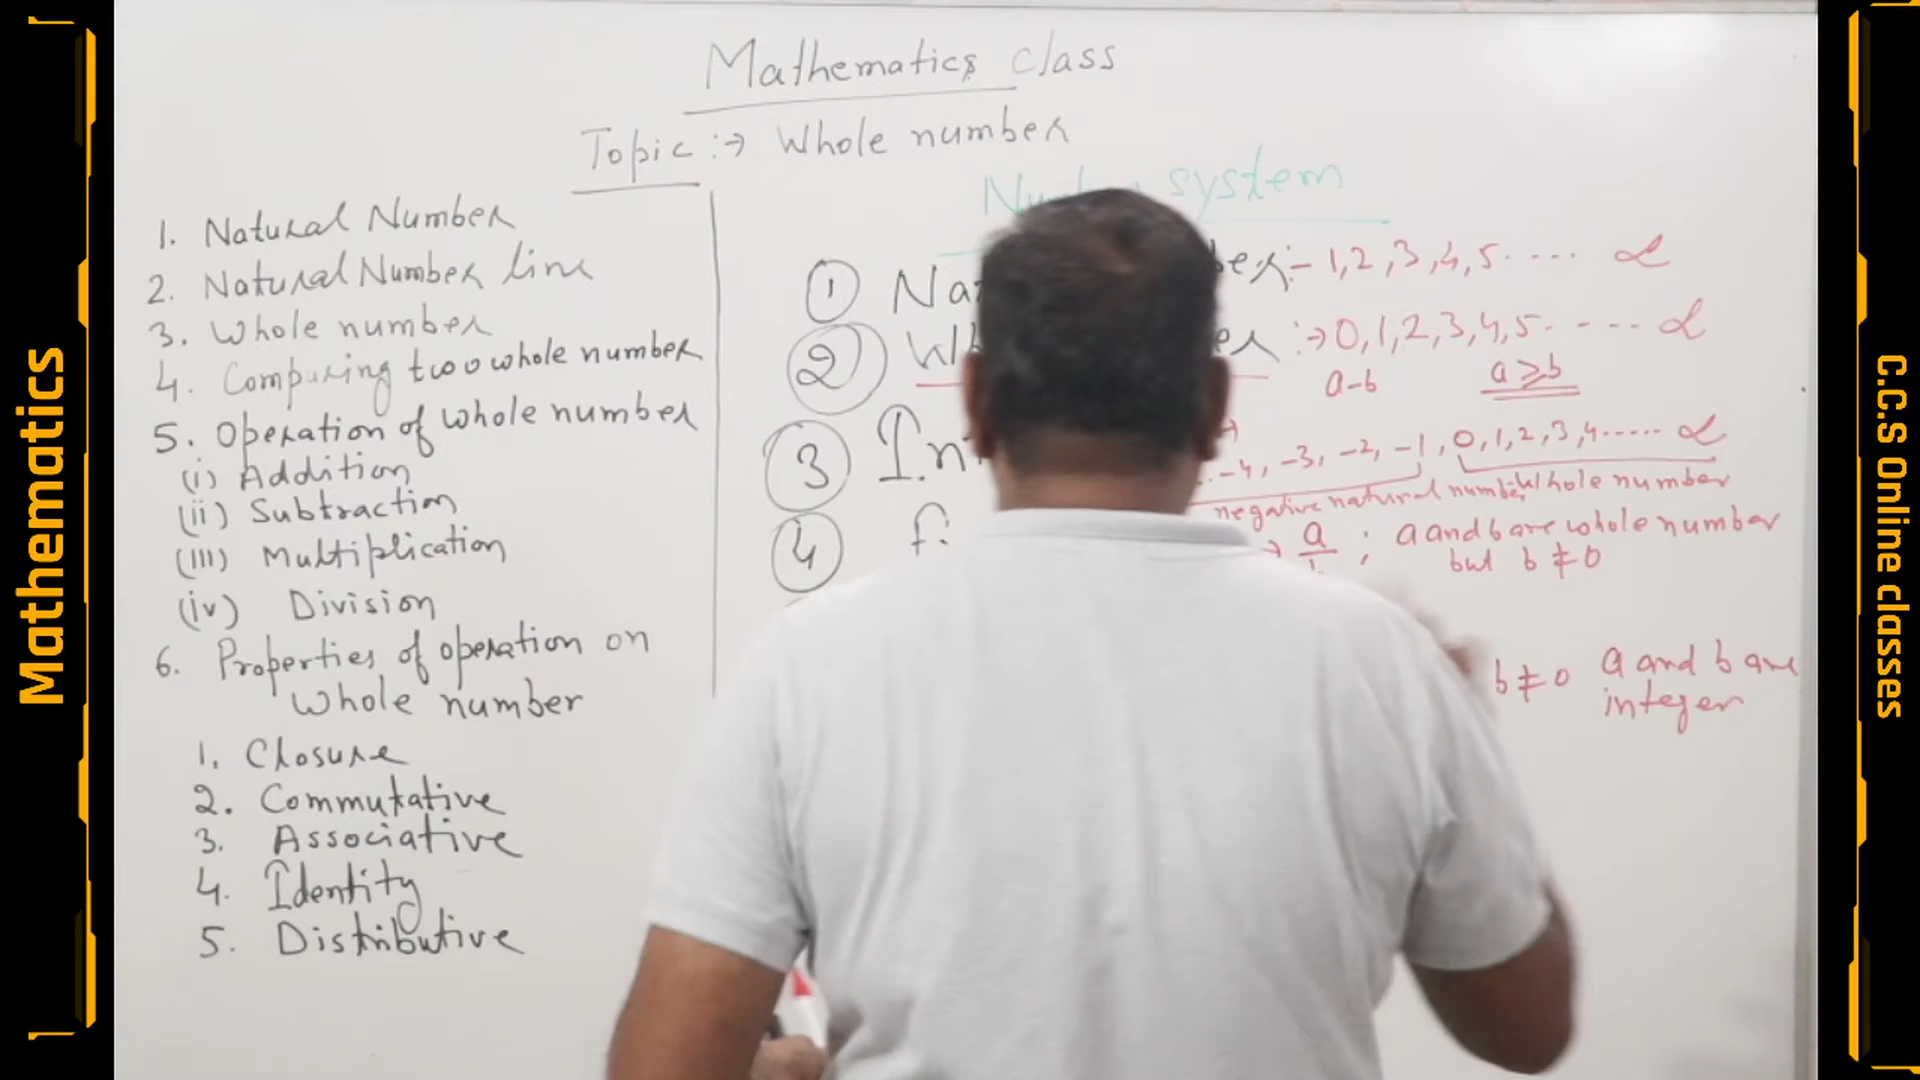 Mathematics
Mathematics class
Topic :→ Whole number
1. Natural Number
2. Natural Number line
3. Whole number
4. Comparing two whole number
5. Operation of whole number
(i) Addition
(ii) Subtraction
(iii) Multiplication
(iv) Division
6. Properties of operation on
Whole number
1. Closure
2. Commutative
3. Associative
4. Identity
5. Distributive
system
① :- 1, 2, 3, 4, 5 .... ∝
② :→ 0, 1, 2, 3, 4, 5 ..... ∝
a-b a ⩾ b
③ -4, -3, -2, -1, 0, 1, 2, 3, 4 ..... ∝
negative natural number Whole number
④ a ; a and b are whole number
but b ≠ 0
b ≠ 0 a and b are
integer
C.C.S Online classes